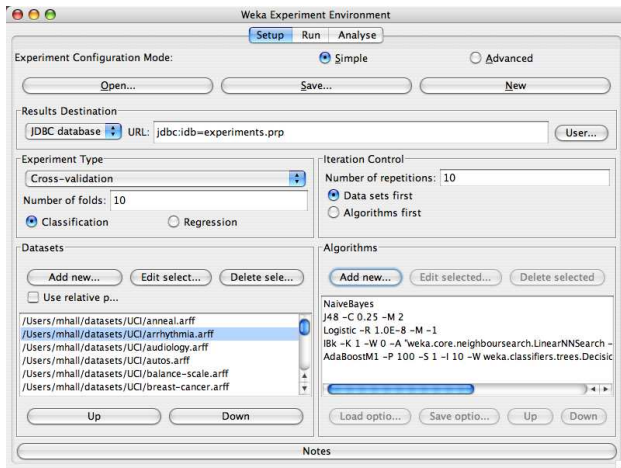 Weka Experiment Environment
Setup Run Analyse
Experiment Configuration Mode: Simple Advanced
Open... Save... New
Results Destination
JDBC database URL: jdbc:idb=experiments.prp User...
Experiment Type
Cross-validation
Number of folds: 10
Classification Regression
Iteration Control
Number of repetitions: 10
Data sets first
Algorithms first
Datasets
Add new... Edit select... Delete sele...
Use relative p...
/Users/mhall/datasets/UCI/anneal.arff
/Users/mhall/datasets/UCI/arrhythmia.arff
/Users/mhall/datasets/UCI/audiology.arff
/Users/mhall/datasets/UCI/autos.arff
/Users/mhall/datasets/UCI/balance-scale.arff
/Users/mhall/datasets/UCI/breast-cancer.arff
Up Down
Algorithms
Add new... Edit selected... Delete selected
NaiveBayes
J48 -C 0.25 -M 2
Logistic -R 1.0E-8 -M -1
IBk -K 1 -W 0 -A "weka.core.neighboursearch.LinearNNSearch -
AdaBoostM1 -P 100 -S 1 -I 10 -W weka.classifiers.trees.Decisic
Load optio... Save optio... Up Down
Notes